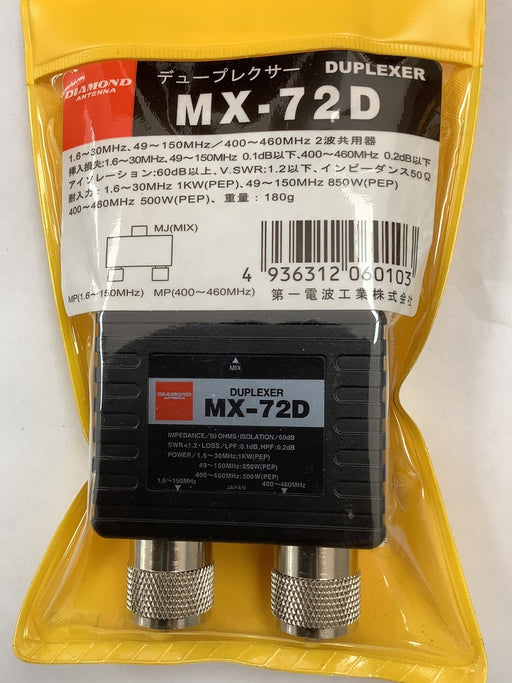 DIAMOND
ANTENNA
デュープレクサー DUPLEXER
MX-72D
1.6～30MHz、49～150MHz／400～460MHz 2波共用器
挿入損失:1.6～30MHz、49～150MHz 0.1dB以下、400～460MHz 0.2dB以下
アイソレーション:60dB以上、V.SWR:1.2以下、インピーダンス50Ω
耐入力:1.6～30MHz 1KW(PEP)、49～150MHz 850W(PEP)
400～460MHz 500W(PEP)、重量:180g
MJ(MIX)
MP(1.6～150MHz) MP(400～460MHz)
4 936312 060103
第一電波工業株式会社
MIX
DIAMOND
ANTENNA
DUPLEXER
MX-72D
IMPEDANCE/50 OHMS・ISOLATION/60dB
SWR<1.2・LOSS/LPF:0.1dB,HPF:0.2dB
POWER/1.6～30MHz:1KW(PEP)
49～150MHz:850W(PEP)
400～460MHz:500W(PEP)
1.6～150MHz
400～460MHz
JAPAN